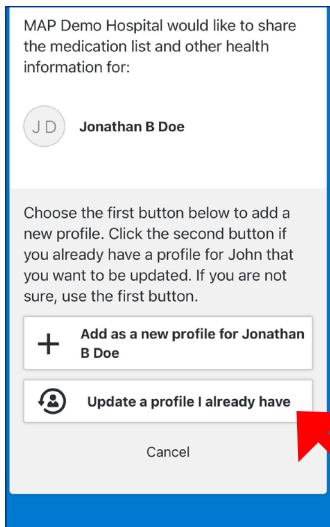 MAP Demo Hospital would like to share
the medication list and other health
information for:
J D
Jonathan B Doe
Choose the first button below to add a
new profile. Click the second button if
you already have a profile for John that
you want to be updated. If you are not
sure, use the first button.
Add as a new profile for Jonathan
B Doe
Update a profile I already have
Cancel